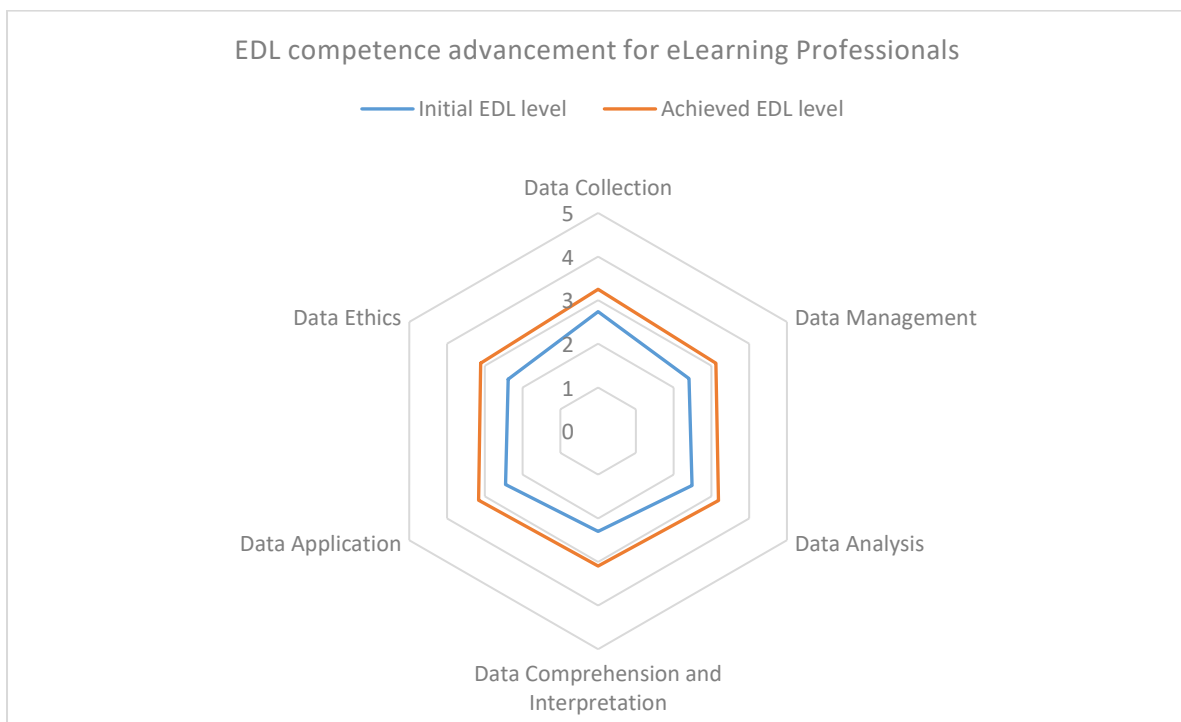 EDL competence advancement for eLearning Professionals
Initial EDL level
Achieved EDL level
Data Collection
5
4
3
2
1
0
Data Ethics
Data Management
Data Application
Data Analysis
Data Comprehension and
Interpretation